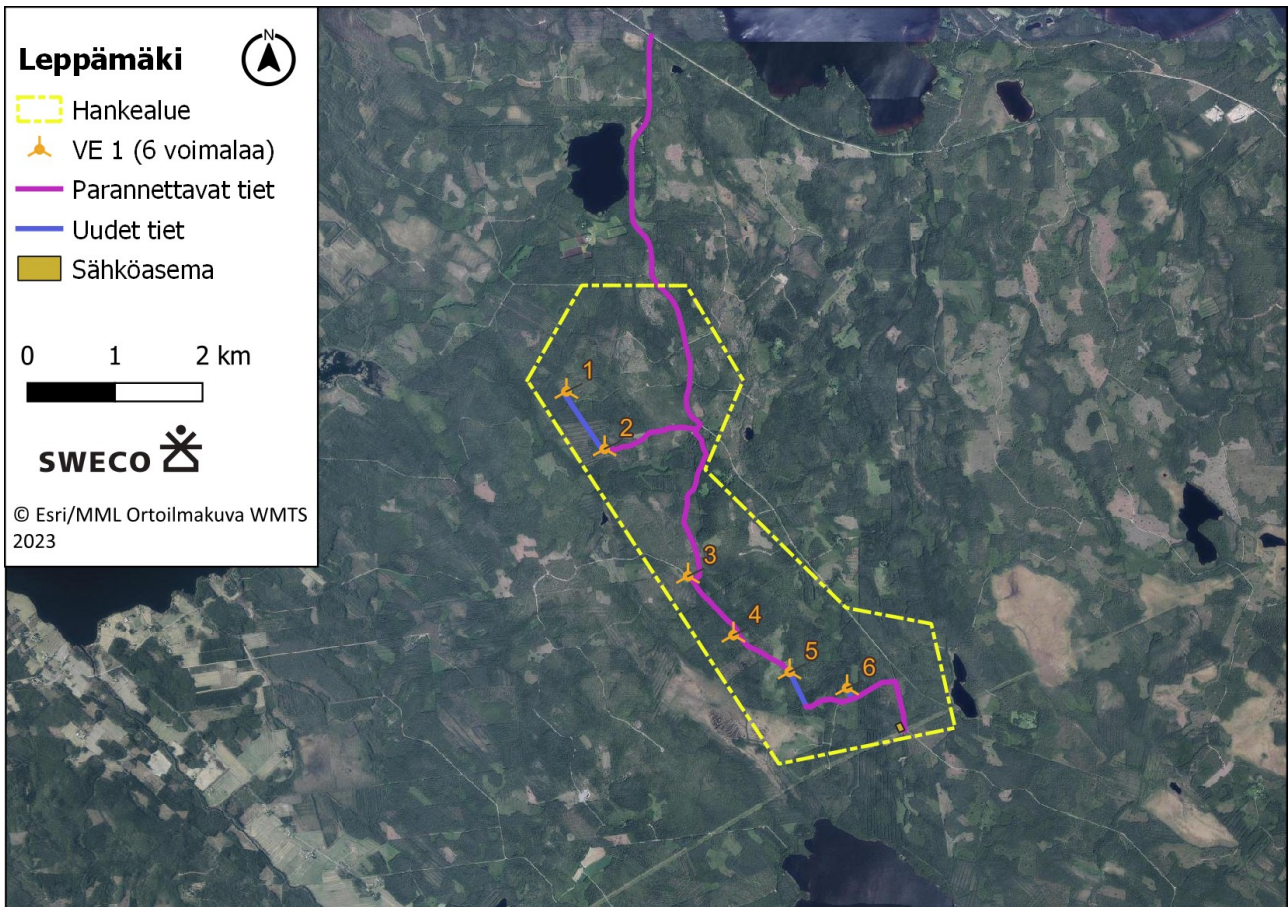 Leppämäki
N
Hankealue
VE 1 (6 voimalaa)
Parannettavat tiet
Uudet tiet
Sähköasema
0 1 2 km
SWECO
© Esri/MML Ortoilmakuva WMTS
2023
1
2
3
4
5
6